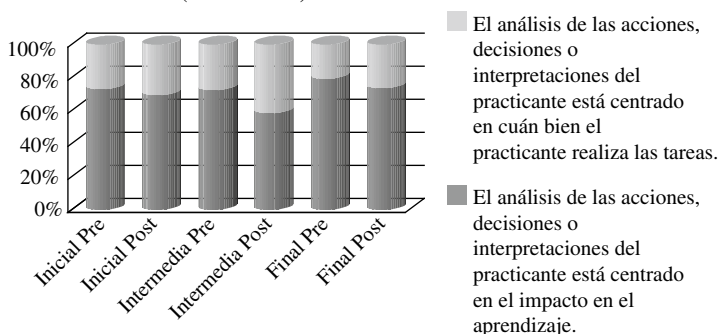 100%
80%
60%
40%
20%
0%
Inicial Pre
Inicial Post
Intermedia Pre
Intermedia Post
Final Pre
Final Post
El análisis de las acciones,
decisiones o
interpretaciones del
practicante está centrado
en cuán bien el
practicante realiza las tareas.
El análisis de las acciones,
decisiones o
interpretaciones del
practicante está centrado
en el impacto en el
aprendizaje.